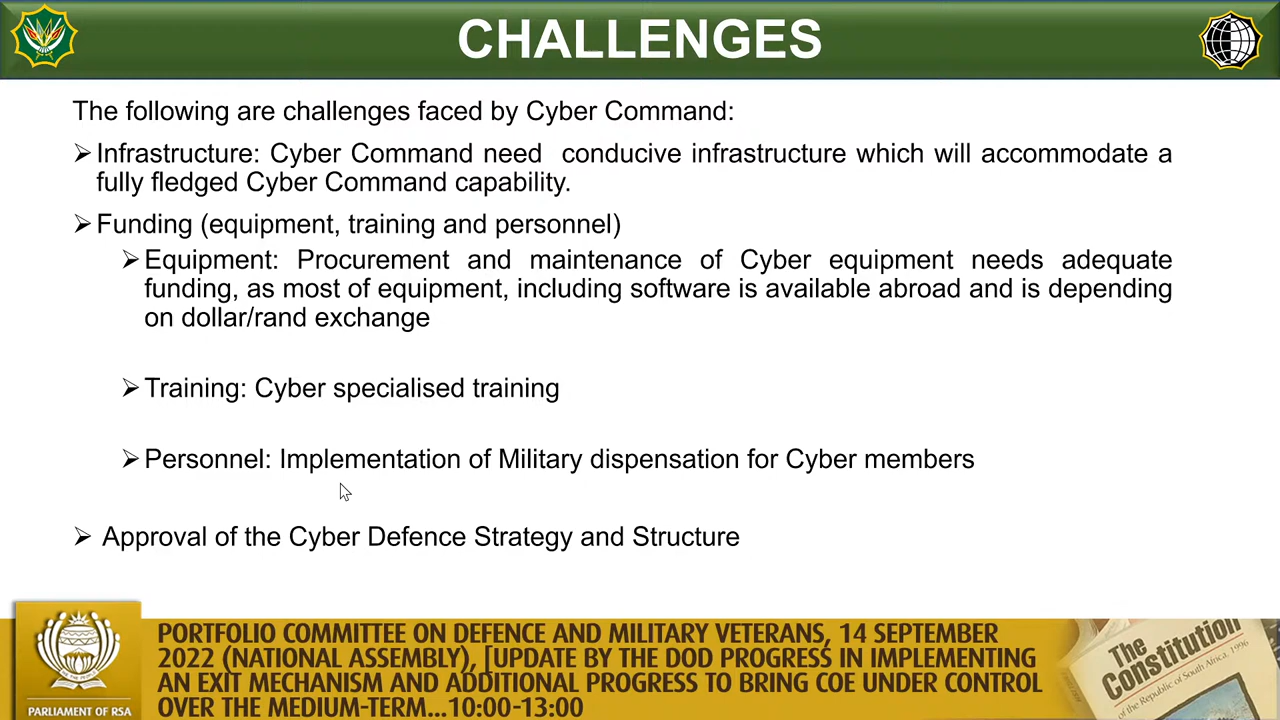 CHALLENGES
The following are challenges faced by Cyber Command:
Infrastructure: Cyber Command need conducive infrastructure which will accommodate a
fully fledged Cyber Command capability.
Funding (equipment, training and personnel)
Equipment: Procurement and maintenance of Cyber equipment needs adequate
funding, as most of equipment, including software is available abroad and is depending
on dollar/rand exchange
Training: Cyber specialised training
Personnel: Implementation of Military dispensation for Cyber members
Approval of the Cyber Defence Strategy and Structure
PORTFOLIO COMMITTEE ON DEFENCE AND MILITARY VETERANS, 14 SEPTEMBER
2022 (NATIONAL ASSEMBLY), [UPDATE BY THE DOD PROGRESS IN IMPLEMENTING
AN EXIT MECHANISM AND ADDITIONAL PROGRESS TO BRING COE UNDER CONTROL
OVER THE MEDIUM-TERM...10:00-13:00
PARLIAMENT OF RSA
The
Constitution
of the Republic of South Africa, 1996